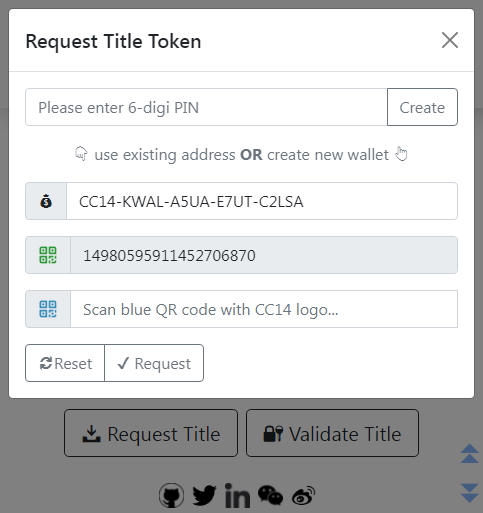 Request Title Token
Please enter 6-digi PIN
Create
use existing address OR create new wallet
CC14-KWAL-A5UA-E7UT-C2LSA
14980595911452706870
Scan blue QR code with CC14 logo...
Reset
Request
Request Title
Validate Title